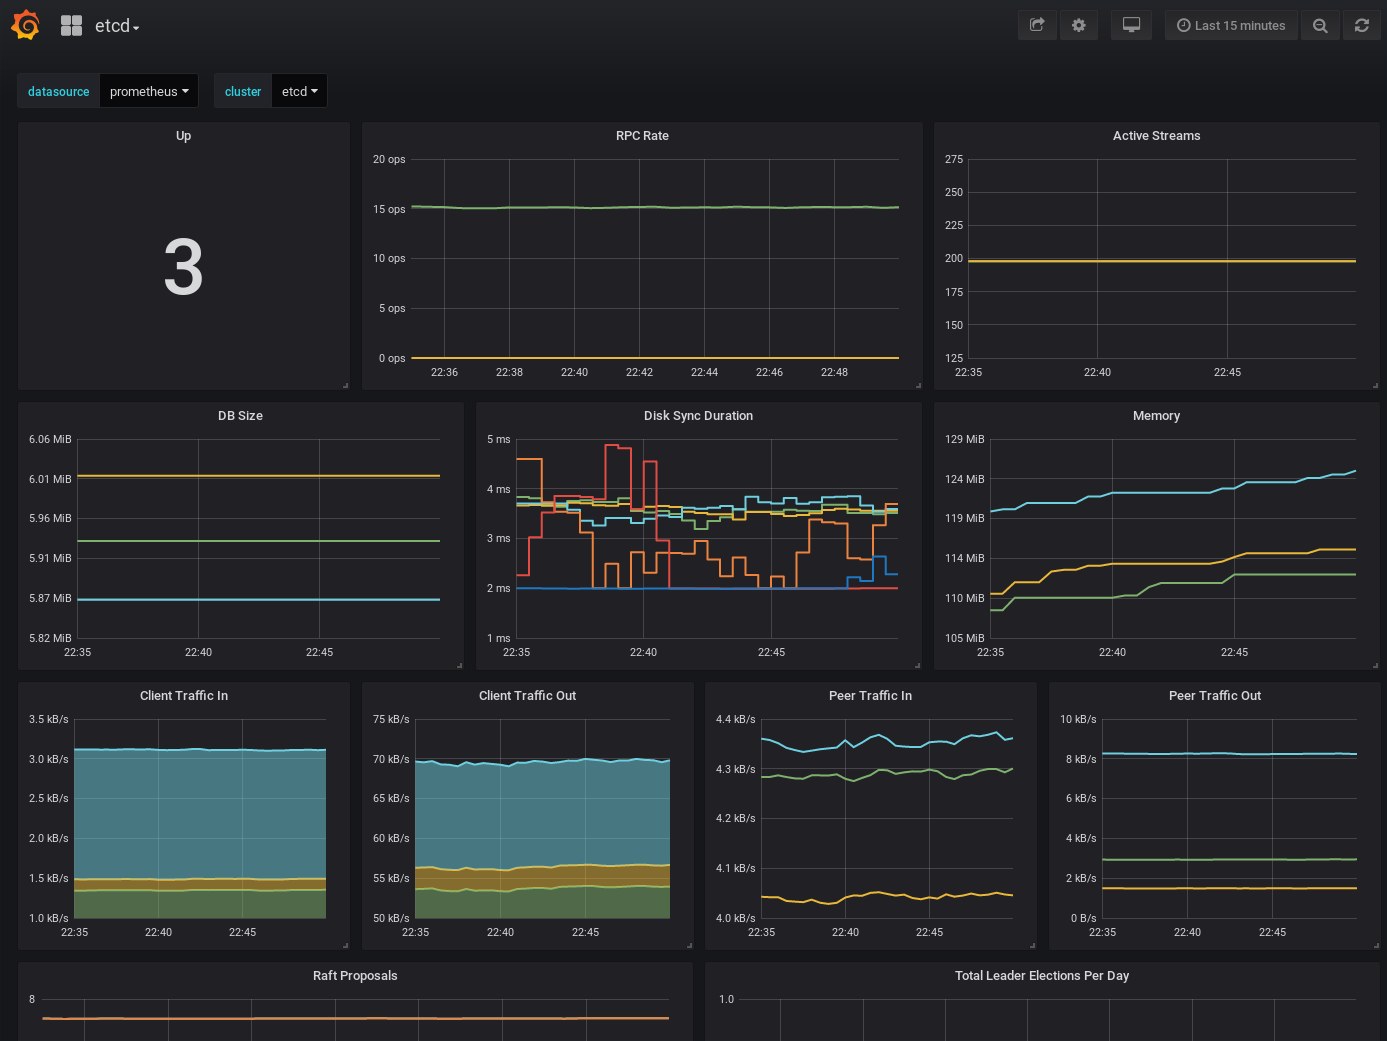 etcd
Last 15 minutes
datasource prometheus cluster etcd
Up
3
RPC Rate
20 ops
15 ops
10 ops
5 ops
0 ops
22:36 22:38 22:40 22:42 22:44 22:46 22:48
Active Streams
275
250
225
200
175
150
125
22:35 22:40 22:45
DB Size
6.06 MiB
6.01 MiB
5.96 MiB
5.91 MiB
5.87 MiB
5.82 MiB
22:35 22:40 22:45
Disk Sync Duration
5 ms
4 ms
3 ms
2 ms
1 ms
22:35 22:40 22:45
Memory
129 MiB
124 MiB
119 MiB
114 MiB
110 MiB
105 MiB
22:35 22:40 22:45
Client Traffic In
3.5 kB/s
3.0 kB/s
2.5 kB/s
2.0 kB/s
1.5 kB/s
1.0 kB/s
22:35 22:40 22:45
Client Traffic Out
75 kB/s
70 kB/s
65 kB/s
60 kB/s
55 kB/s
50 kB/s
22:35 22:40 22:45
Peer Traffic In
4.4 kB/s
4.3 kB/s
4.2 kB/s
4.1 kB/s
4.0 kB/s
22:35 22:40 22:45
Peer Traffic Out
10 kB/s
8 kB/s
6 kB/s
4 kB/s
2 kB/s
0 B/s
22:35 22:40 22:45
Raft Proposals
8
Total Leader Elections Per Day
1.0